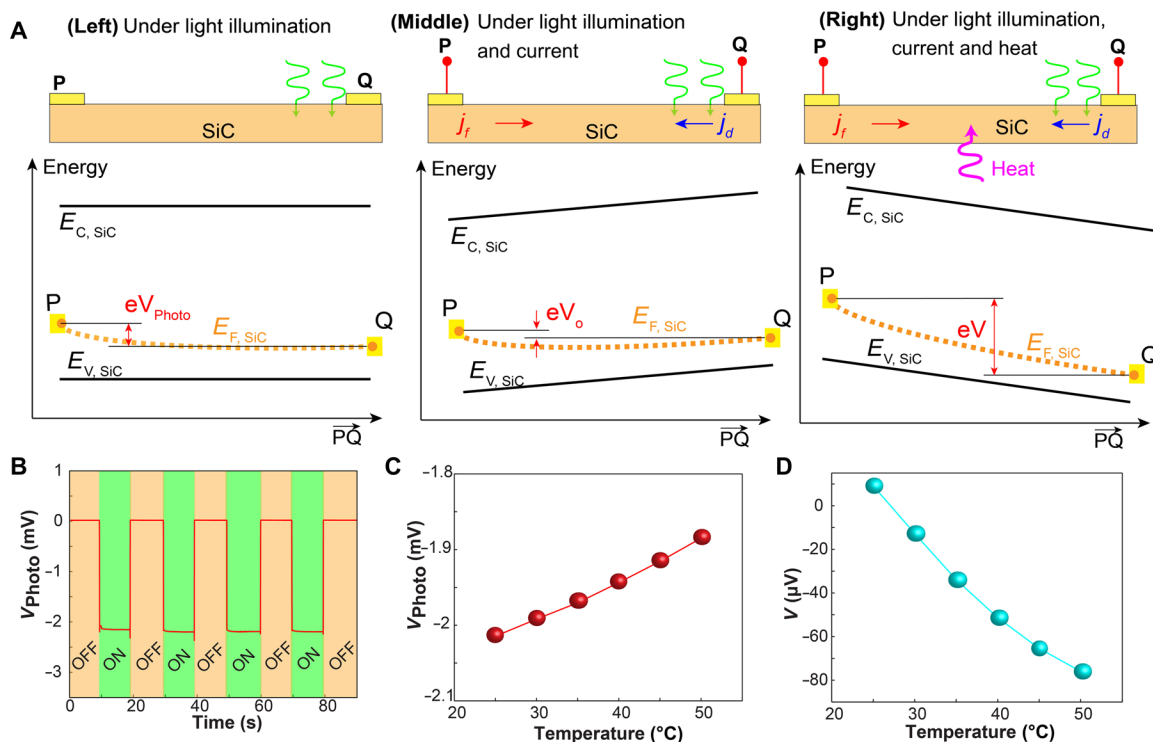 A
(Left) Under light illumination
P
Q
SiC
Energy
E_C, SiC
P
eV_Photo
E_F, SiC
Q
E_V, SiC
PQ
(Middle) Under light illumination
and current
P
Q
j_f
SiC
j_d
Energy
E_C, SiC
P
eV_o
E_F, SiC
Q
E_V, SiC
PQ
(Right) Under light illumination,
current and heat
P
Q
j_f
SiC
j_d
Heat
Energy
E_C, SiC
P
eV
E_F, SiC
E_V, SiC
Q
PQ
B
V_Photo (mV)
1
0
−1
−2
−3
OFF ON OFF ON OFF ON OFF ON OFF
0 20 40 60 80
Time (s)
C
V_Photo (mV)
−1.8
−1.9
−2
−2.1
20 30 40 50
Temperature (°C)
D
V (µV)
0
−20
−40
−60
−80
20 30 40 50
Temperature (°C)